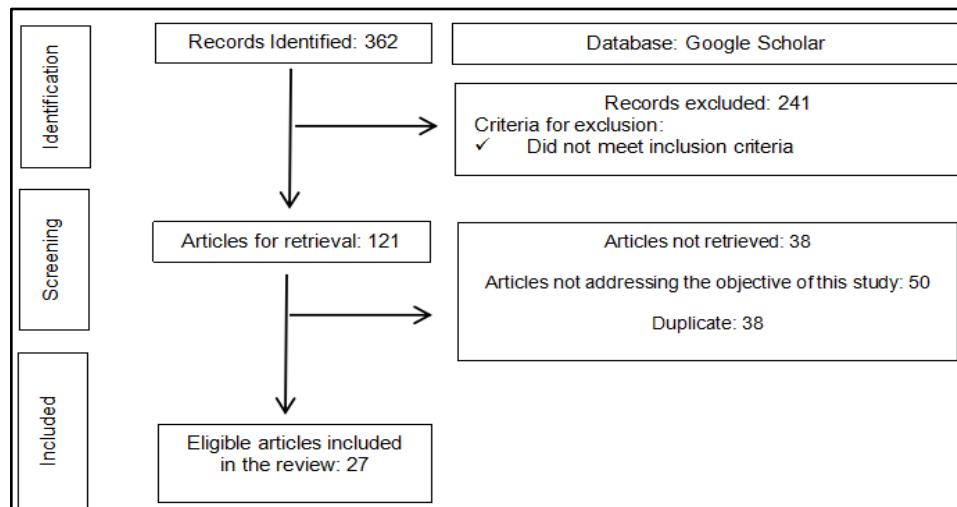 Identification
Records Identified: 362
Database: Google Scholar
Records excluded: 241
Criteria for exclusion:
✓ Did not meet inclusion criteria
Screening
Articles for retrieval: 121
Articles not retrieved: 38
Articles not addressing the objective of this study: 50
Duplicate: 38
Included
Eligible articles included
in the review: 27